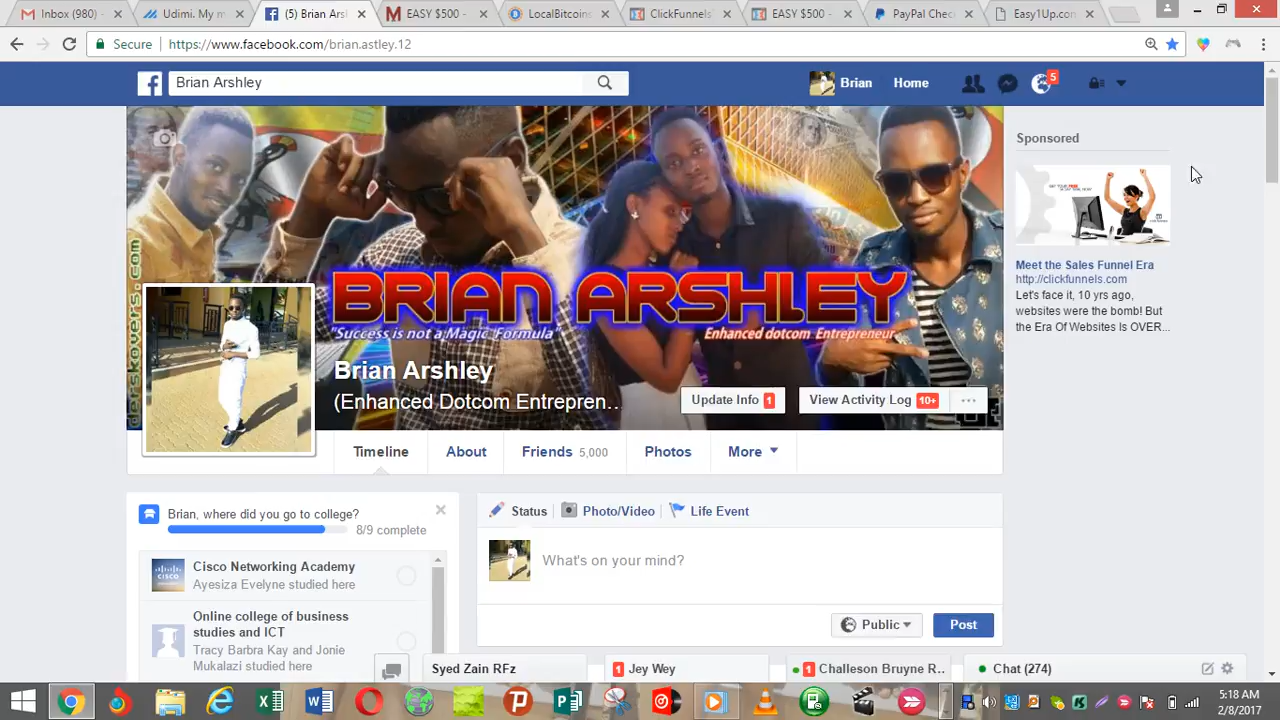 Inbox (980) -
Udimi. My m
(5) Brian Arsh
EASY $500 -
LocalBitcoins
ClickFunnels
EASY $500 -
PayPal Chec
Easy1Up.com
Secure
https://www.facebook.com/brian.astley.12
Brian Arshley
Brian
Home
5
BRIAN ARSHLEY
"Success is not a Magic Formula"
Enhanced dotcom Entrepreneur
derskovers.com
Brian Arshley
(Enhanced Dotcom Entrepren...
Update Info 1
View Activity Log 10+
Timeline
About
Friends 5,000
Photos
More
Sponsored
Meet the Sales Funnel Era
http://clickfunnels.com
Let's face it, 10 yrs ago,
websites were the bomb! But
the Era Of Websites Is OVER...
Brian, where did you go to college?
8/9 complete
Cisco Networking Academy
Ayesiza Evelyne studied here
Online college of business
studies and ICT
Tracy Barbra Kay and Jonie
Mukalazi studied here
Status
Photo/Video
Life Event
What's on your mind?
Public
Post
Syed Zain RFz
1 Jey Wey
1 Challeson Bruyne R...
Chat (274)
5:18 AM
2/8/2017